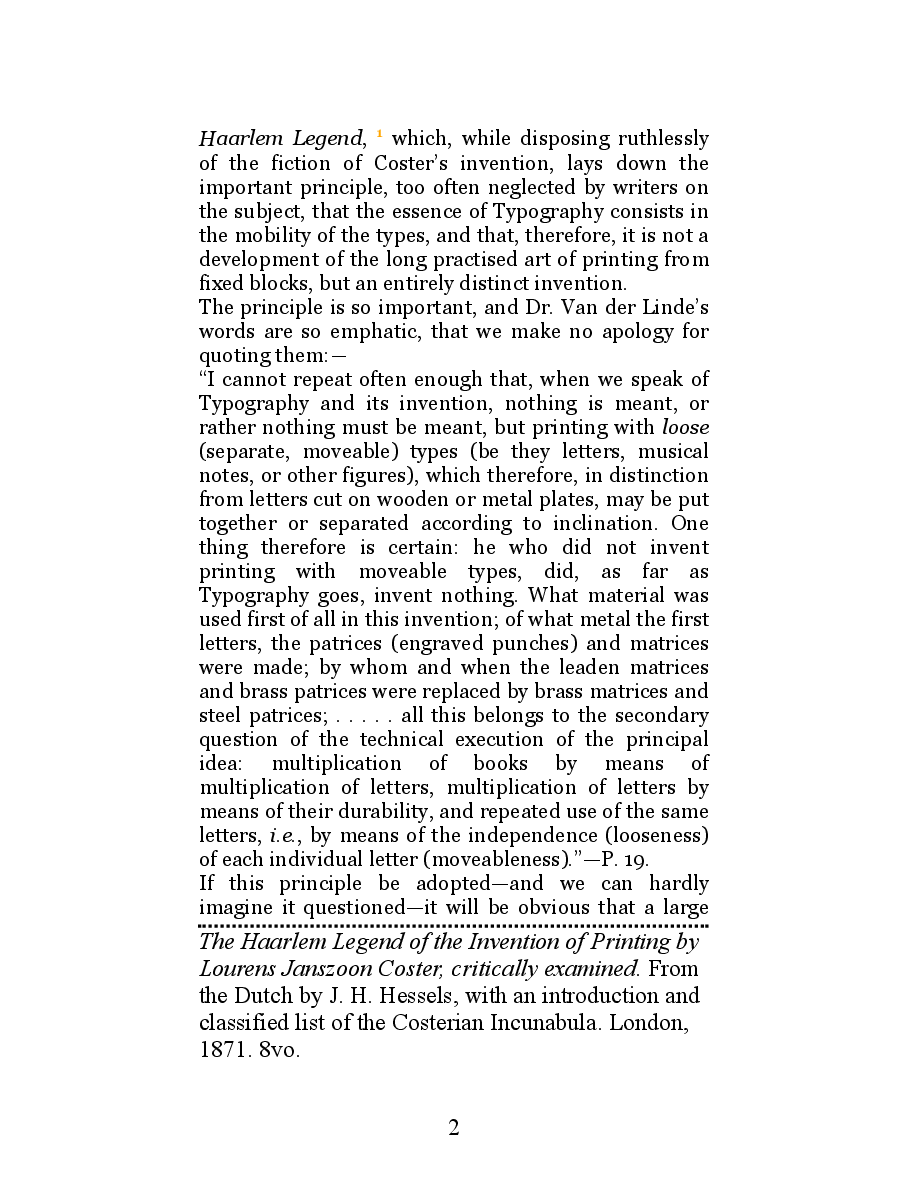 Haarlem Legend, 1 which, while disposing ruthlessly
of the fiction of Coster’s invention, lays down the
important principle, too often neglected by writers on
the subject, that the essence of Typography consists in
the mobility of the types, and that, therefore, it is not a
development of the long practised art of printing from
fixed blocks, but an entirely distinct invention.
The principle is so important, and Dr. Van der Linde’s
words are so emphatic, that we make no apology for
quoting them:—
“I cannot repeat often enough that, when we speak of
Typography and its invention, nothing is meant, or
rather nothing must be meant, but printing with loose
(separate, moveable) types (be they letters, musical
notes, or other figures), which therefore, in distinction
from letters cut on wooden or metal plates, may be put
together or separated according to inclination. One
thing therefore is certain: he who did not invent
printing with moveable types, did, as far as
Typography goes, invent nothing. What material was
used first of all in this invention; of what metal the first
letters, the patrices (engraved punches) and matrices
were made; by whom and when the leaden matrices
and brass patrices were replaced by brass matrices and
steel patrices; . . . . . all this belongs to the secondary
question of the technical execution of the principal
idea: multiplication of books by means of
multiplication of letters, multiplication of letters by
means of their durability, and repeated use of the same
letters, i.e., by means of the independence (looseness)
of each individual letter (moveableness).”—P. 19.
If this principle be adopted—and we can hardly
imagine it questioned—it will be obvious that a large
The Haarlem Legend of the Invention of Printing by
Lourens Janszoon Coster, critically examined. From
the Dutch by J. H. Hessels, with an introduction and
classified list of the Costerian Incunabula. London,
1871. 8vo.
2